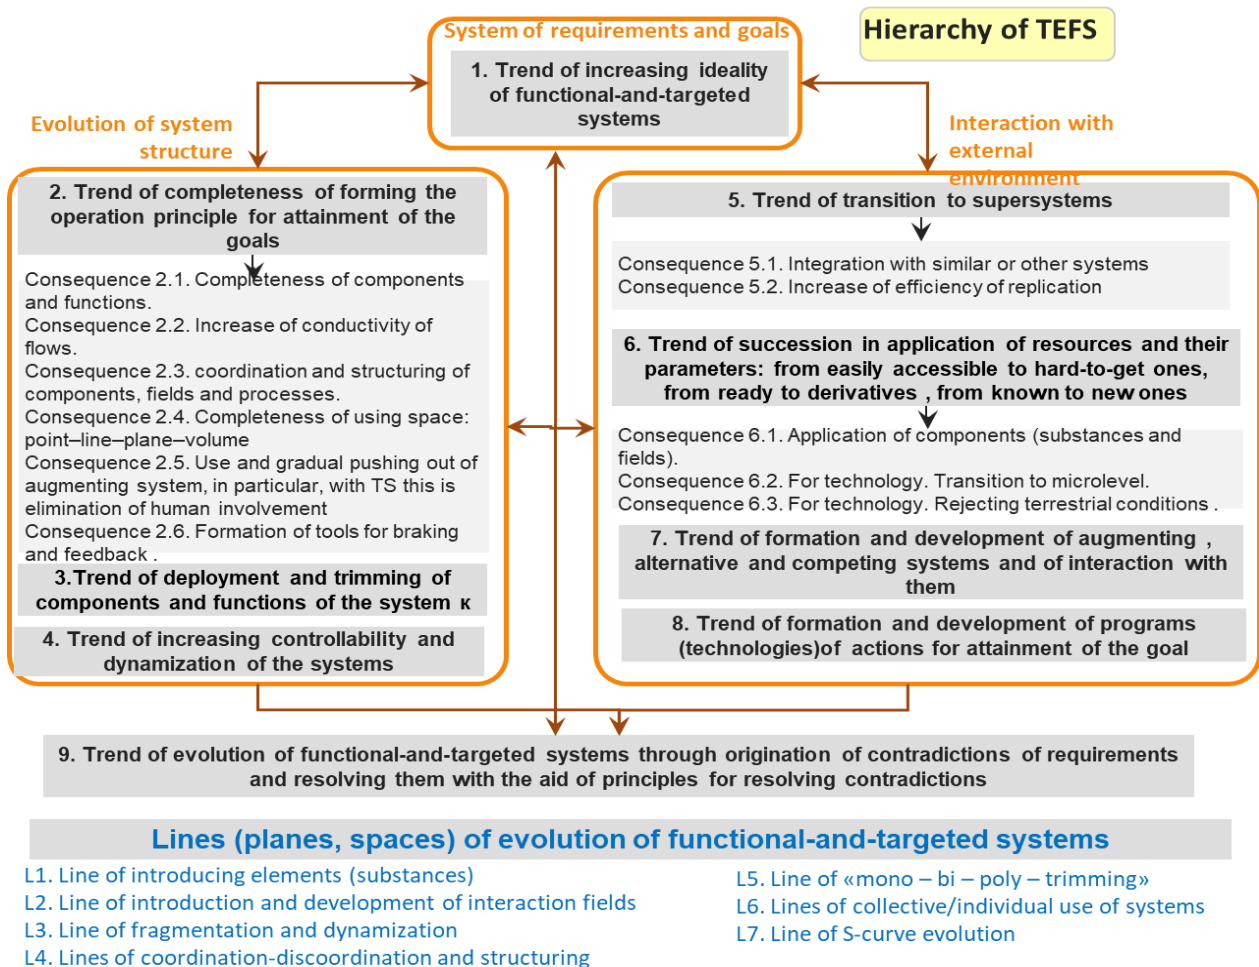 System of requirements and goals
Hierarchy of TEFS
1. Trend of increasing ideality
of functional-and-targeted
systems
Evolution of system
structure
Interaction with
external
environment
2. Trend of completeness of forming the
operation principle for attainment of the
goals
Consequence 2.1. Completeness of components
and functions.
Consequence 2.2. Increase of conductivity of
flows.
Consequence 2.3. coordination and structuring of
components, fields and processes.
Consequence 2.4. Completeness of using space:
point–line–plane–volume
Consequence 2.5. Use and gradual pushing out of
augmenting system, in particular, with TS this is
elimination of human involvement
Consequence 2.6. Formation of tools for braking
and feedback .
3.Trend of deployment and trimming of
components and functions of the system к
4. Trend of increasing controllability and
dynamization of the systems
5. Trend of transition to supersystems
Consequence 5.1. Integration with similar or other systems
Consequence 5.2. Increase of efficiency of replication
6. Trend of succession in application of resources and their
parameters: from easily accessible to hard-to-get ones,
from ready to derivatives , from known to new ones
Consequence 6.1. Application of components (substances and
fields).
Consequence 6.2. For technology. Transition to microlevel.
Consequence 6.3. For technology. Rejecting terrestrial conditions .
7. Trend of formation and development of augmenting ,
alternative and competing systems and of interaction with
them
8. Trend of formation and development of programs
(technologies)of actions for attainment of the goal
9. Trend of evolution of functional-and-targeted systems through origination of contradictions of requirements
and resolving them with the aid of principles for resolving contradictions
Lines (planes, spaces) of evolution of functional-and-targeted systems
L1. Line of introducing elements (substances)
L2. Line of introduction and development of interaction fields
L3. Line of fragmentation and dynamization
L4. Lines of coordination-discoordination and structuring
L5. Line of «mono – bi – poly – trimming»
L6. Lines of collective/individual use of systems
L7. Line of S-curve evolution